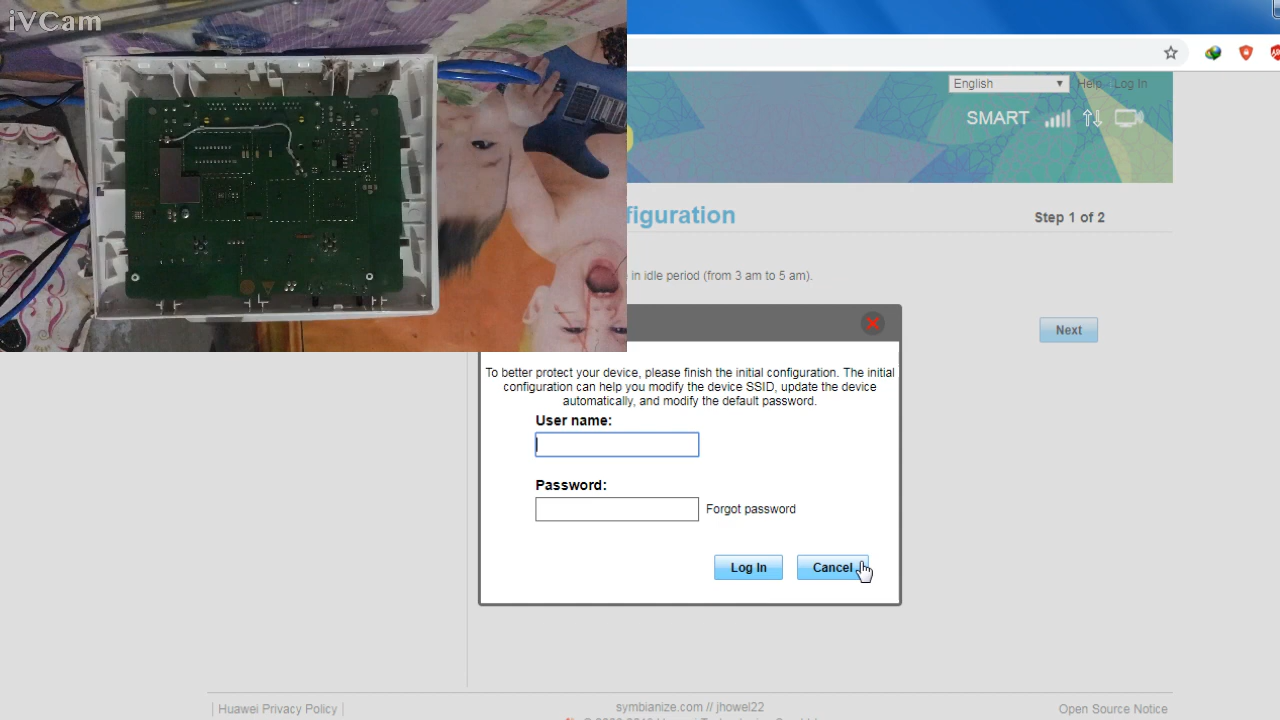 iVCam
English
Help
Log In
SMART
figuration
Step 1 of 2
in idle period (from 3 am to 5 am).
Next
To better protect your device, please finish the initial configuration. The initial
configuration can help you modify the device SSID, update the device
automatically, and modify the default password.
User name:
Password:
Forgot password
Log In
Cancel
Huawei Privacy Policy
symbianize.com // jhowel22
Open Source Notice